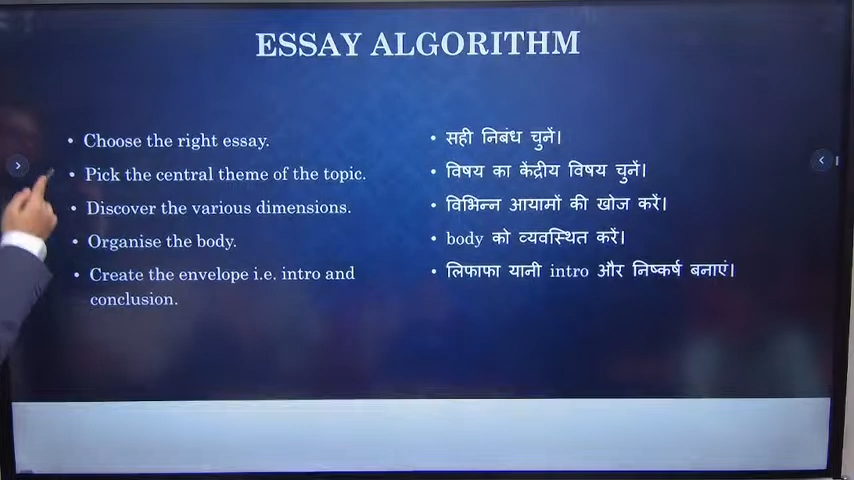 ESSAY ALGORITHM
• Choose the right essay.
• Pick the central theme of the topic.
• Discover the various dimensions.
• Organise the body.
• Create the envelope i.e. intro and
conclusion.
• सही निबंध चुनें।
• विषय का केंद्रीय विषय चुनें।
• विभिन्न आयामों की खोज करें।
• body को व्यवस्थित करें।
• लिफाफा यानी intro और निष्कर्ष बनाएं।